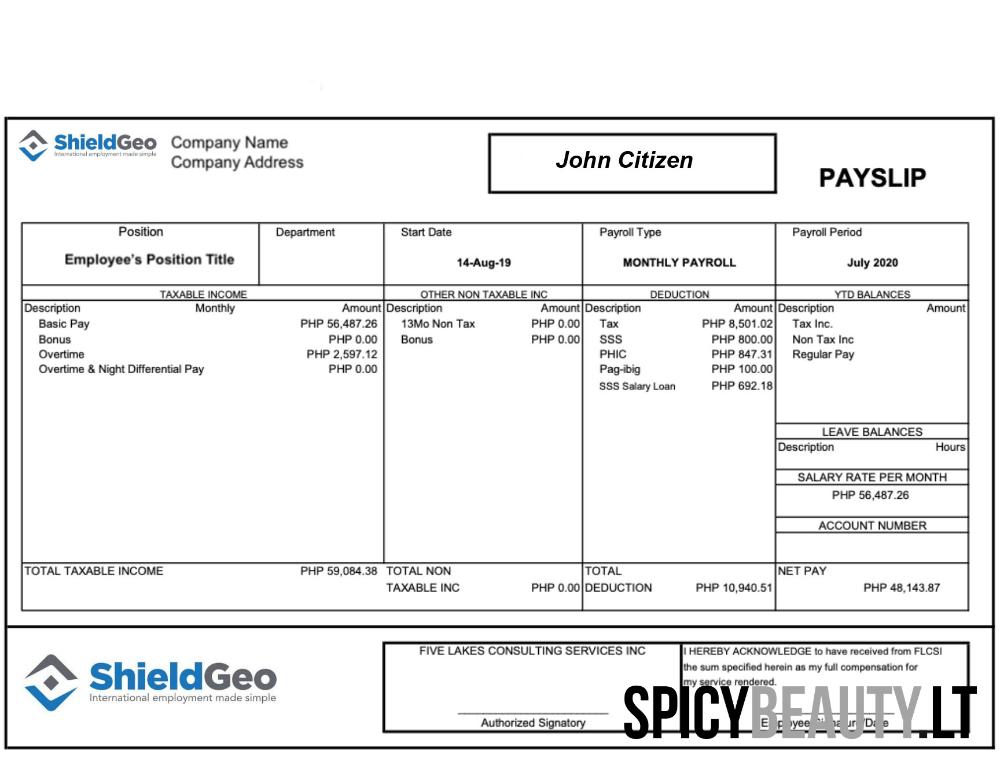 ShieldGeo
International employment made simple
Company Name
Company Address
John Citizen
PAYSLIP
Position Department Start Date Payroll Type Payroll Period
Employee's Position Title 14-Aug-19 MONTHLY PAYROLL July 2020
TAXABLE INCOME OTHER NON TAXABLE INC DEDUCTION YTD BALANCES
Description Monthly Amount Description Amount Description Amount Description Amount
Basic Pay PHP 56,487.26 13Mo Non Tax PHP 0.00 Tax PHP 8,501.02 Tax Inc.
Bonus PHP 0.00 Bonus PHP 0.00 SSS PHP 800.00 Non Tax Inc
Overtime PHP 2,597.12 PHIC PHP 847.31 Regular Pay
Overtime & Night Differential Pay PHP 0.00 Pag-ibig PHP 100.00
SSS Salary Loan PHP 692.18
LEAVE BALANCES
Description Hours
SALARY RATE PER MONTH
PHP 56,487.26
ACCOUNT NUMBER
TOTAL TAXABLE INCOME PHP 59,084.38 TOTAL NON TOTAL NET PAY
TAXABLE INC PHP 0.00 DEDUCTION PHP 10,940.51 PHP 48,143.87
ShieldGeo
International employment made simple
FIVE LAKES CONSULTING SERVICES INC
Authorized Signatory
I HEREBY ACKNOWLEDGE to have received from FLCSI
the sum specified herein as my full compensation for
my service rendered.
Employee Signature/Date
SPICYBEAUTY.LT